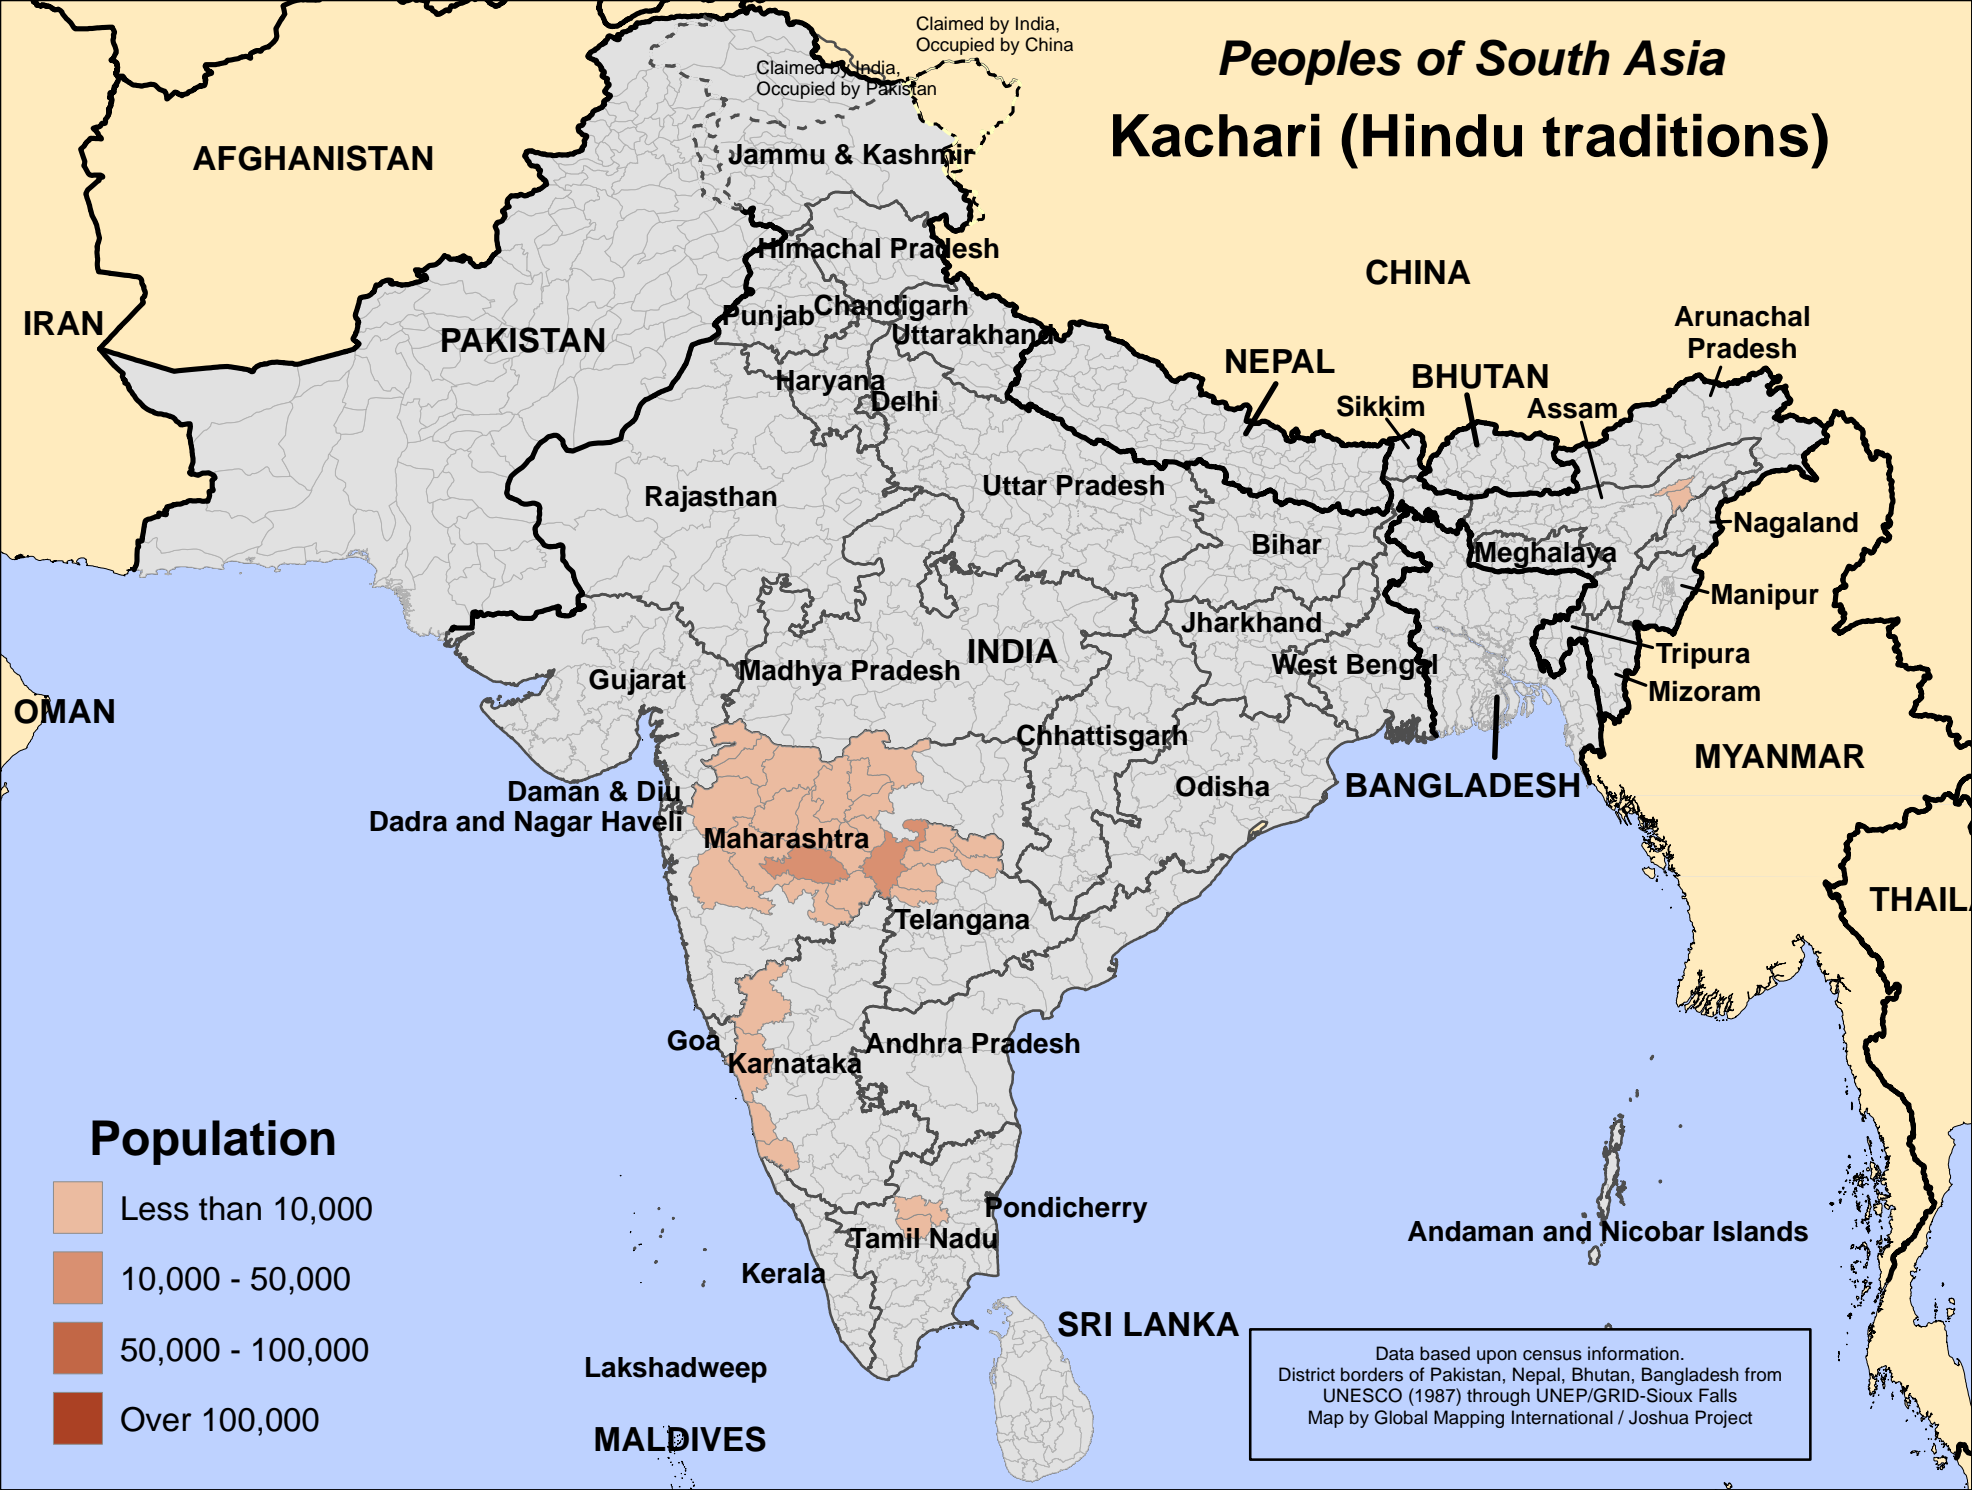 Claimed by India,
Occupied by China
Peoples of South Asia
Kachari (Hindu traditions)
Claimed by India,
Occupied by Pakistan
AFGHANISTAN
Jammu & Kashmir
Himachal Pradesh
CHINA
IRAN
PAKISTAN
Punjab
Chandigarh
Uttarakhand
Arunachal
Pradesh
NEPAL
BHUTAN
Haryana
Delhi
Sikkim
Assam
Rajasthan
Uttar Pradesh
Nagaland
Bihar
Meghalaya
Manipur
Jharkhand
INDIA
Tripura
West Bengal
Gujarat
Madhya Pradesh
Mizoram
OMAN
Chhattisgarh
MYANMAR
Odisha
BANGLADESH
Daman & Diu
Dadra and Nagar Haveli
Maharashtra
THAILA
Telangana
Goa
Karnataka
Andhra Pradesh
Pondicherry
Tamil Nadu
Andaman and Nicobar Islands
Kerala
SRI LANKA
Lakshadweep
MALDIVES
Population
Less than 10,000
10,000 - 50,000
50,000 - 100,000
Over 100,000
Data based upon census information.
District borders of Pakistan, Nepal, Bhutan, Bangladesh from
UNESCO (1987) through UNEP/GRID-Sioux Falls
Map by Global Mapping International / Joshua Project